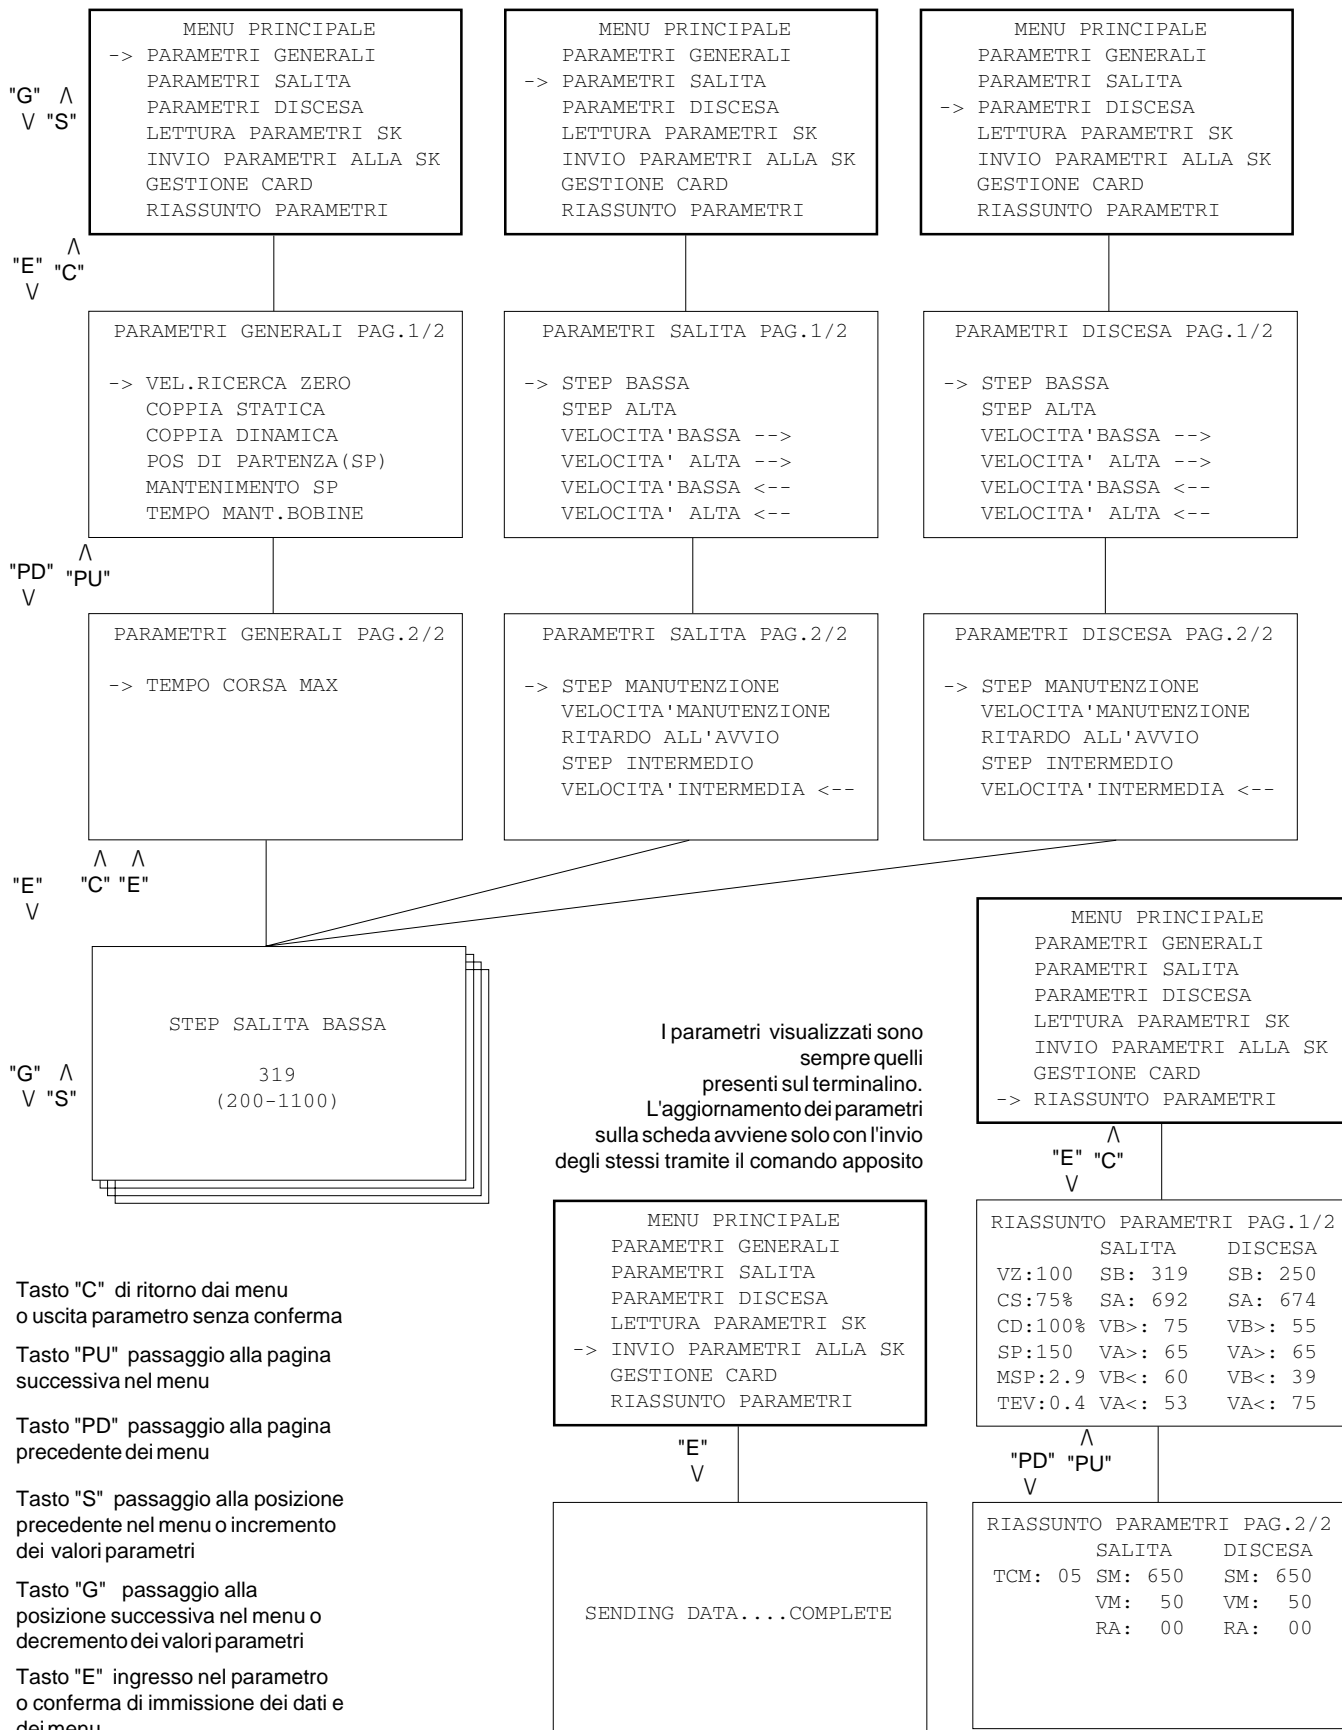 MENU PRINCIPALE
-> PARAMETRI GENERALI
PARAMETRI SALITA
PARAMETRI DISCESA
LETTURA PARAMETRI SK
INVIO PARAMETRI ALLA SK
GESTIONE CARD
RIASSUNTO PARAMETRI
MENU PRINCIPALE
PARAMETRI GENERALI
-> PARAMETRI SALITA
PARAMETRI DISCESA
LETTURA PARAMETRI SK
INVIO PARAMETRI ALLA SK
GESTIONE CARD
RIASSUNTO PARAMETRI
MENU PRINCIPALE
PARAMETRI GENERALI
PARAMETRI SALITA
-> PARAMETRI DISCESA
LETTURA PARAMETRI SK
INVIO PARAMETRI ALLA SK
GESTIONE CARD
RIASSUNTO PARAMETRI
"G" /\
\/ "S"
/\
"E" "C"
\/
PARAMETRI GENERALI PAG.1/2
-> VEL.RICERCA ZERO
COPPIA STATICA
COPPIA DINAMICA
POS DI PARTENZA(SP)
MANTENIMENTO SP
TEMPO MANT.BOBINE
PARAMETRI SALITA PAG.1/2
-> STEP BASSA
STEP ALTA
VELOCITA'BASSA -->
VELOCITA' ALTA -->
VELOCITA'BASSA <--
VELOCITA' ALTA <--
PARAMETRI DISCESA PAG.1/2
-> STEP BASSA
STEP ALTA
VELOCITA'BASSA -->
VELOCITA' ALTA -->
VELOCITA'BASSA <--
VELOCITA' ALTA <--
/\
"PD" "PU"
\/
PARAMETRI GENERALI PAG.2/2
-> TEMPO CORSA MAX
PARAMETRI SALITA PAG.2/2
-> STEP MANUTENZIONE
VELOCITA'MANUTENZIONE
RITARDO ALL'AVVIO
STEP INTERMEDIO
VELOCITA'INTERMEDIA <--
PARAMETRI DISCESA PAG.2/2
-> STEP MANUTENZIONE
VELOCITA'MANUTENZIONE
RITARDO ALL'AVVIO
STEP INTERMEDIO
VELOCITA'INTERMEDIA <--
/\ /\
"E" "C" "E"
\/
STEP SALITA BASSA
319
(200-1100)
"G" /\
\/ "S"
I parametri visualizzati sono
sempre quelli
presenti sul terminalino.
L'aggiornamento dei parametri
sulla scheda avviene solo con l'invio
degli stessi tramite il comando apposito
MENU PRINCIPALE
PARAMETRI GENERALI
PARAMETRI SALITA
PARAMETRI DISCESA
LETTURA PARAMETRI SK
INVIO PARAMETRI ALLA SK
GESTIONE CARD
-> RIASSUNTO PARAMETRI
/\
"E" "C"
\/
RIASSUNTO PARAMETRI PAG.1/2
SALITA DISCESA
VZ:100 SB: 319 SB: 250
CS:75% SA: 692 SA: 674
CD:100% VB>: 75 VB>: 55
SP:150 VA>: 65 VA>: 65
MSP:2.9 VB<: 60 VB<: 39
TEV:0.4 VA<: 53 VA<: 75
/\
"PD" "PU"
\/
RIASSUNTO PARAMETRI PAG.2/2
SALITA DISCESA
TCM: 05 SM: 650 SM: 650
VM: 50 VM: 50
RA: 00 RA: 00
MENU PRINCIPALE
PARAMETRI GENERALI
PARAMETRI SALITA
PARAMETRI DISCESA
LETTURA PARAMETRI SK
-> INVIO PARAMETRI ALLA SK
GESTIONE CARD
RIASSUNTO PARAMETRI
"E"
\/
SENDING DATA....COMPLETE
Tasto "C" di ritorno dai menu
o uscita parametro senza conferma
Tasto "PU" passaggio alla pagina
successiva nel menu
Tasto "PD" passaggio alla pagina
precedente dei menu
Tasto "S" passaggio alla posizione
precedente nel menu o incremento
dei valori parametri
Tasto "G" passaggio alla
posizione successiva nel menu o
decremento dei valori parametri
Tasto "E" ingresso nel parametro
o conferma di immissione dei dati e
dei menu